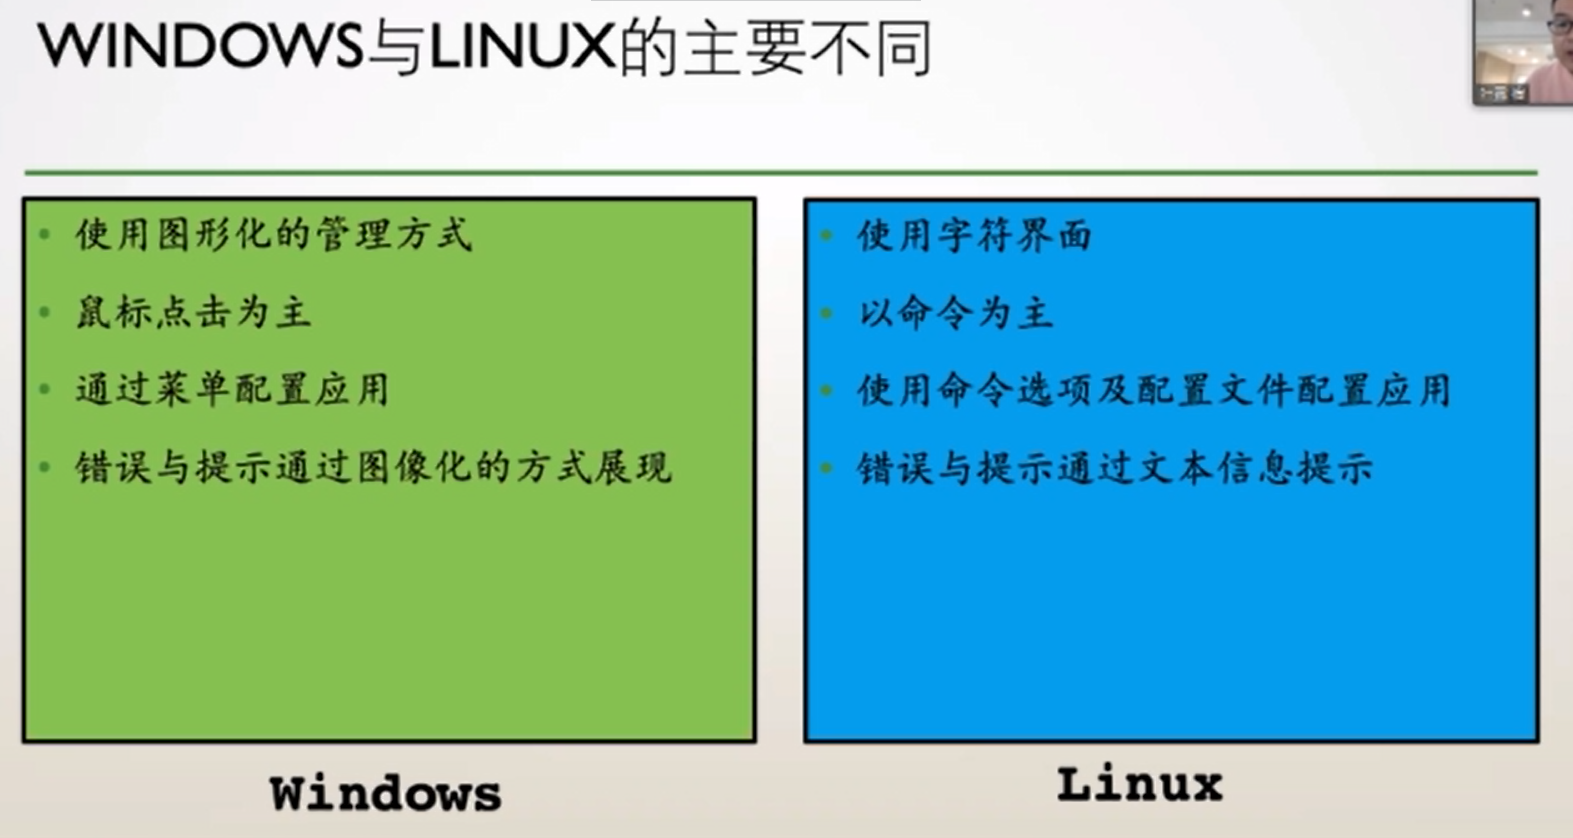 WINDOWS与LINUX的主要不同
使用图形化的管理方式
鼠标点击为主
通过菜单配置应用
错误与提示通过图像化的方式展现
Windows
使用字符界面
以命令为主
使用命令选项及配置文件配置应用
错误与提示通过文本信息提示
Linux